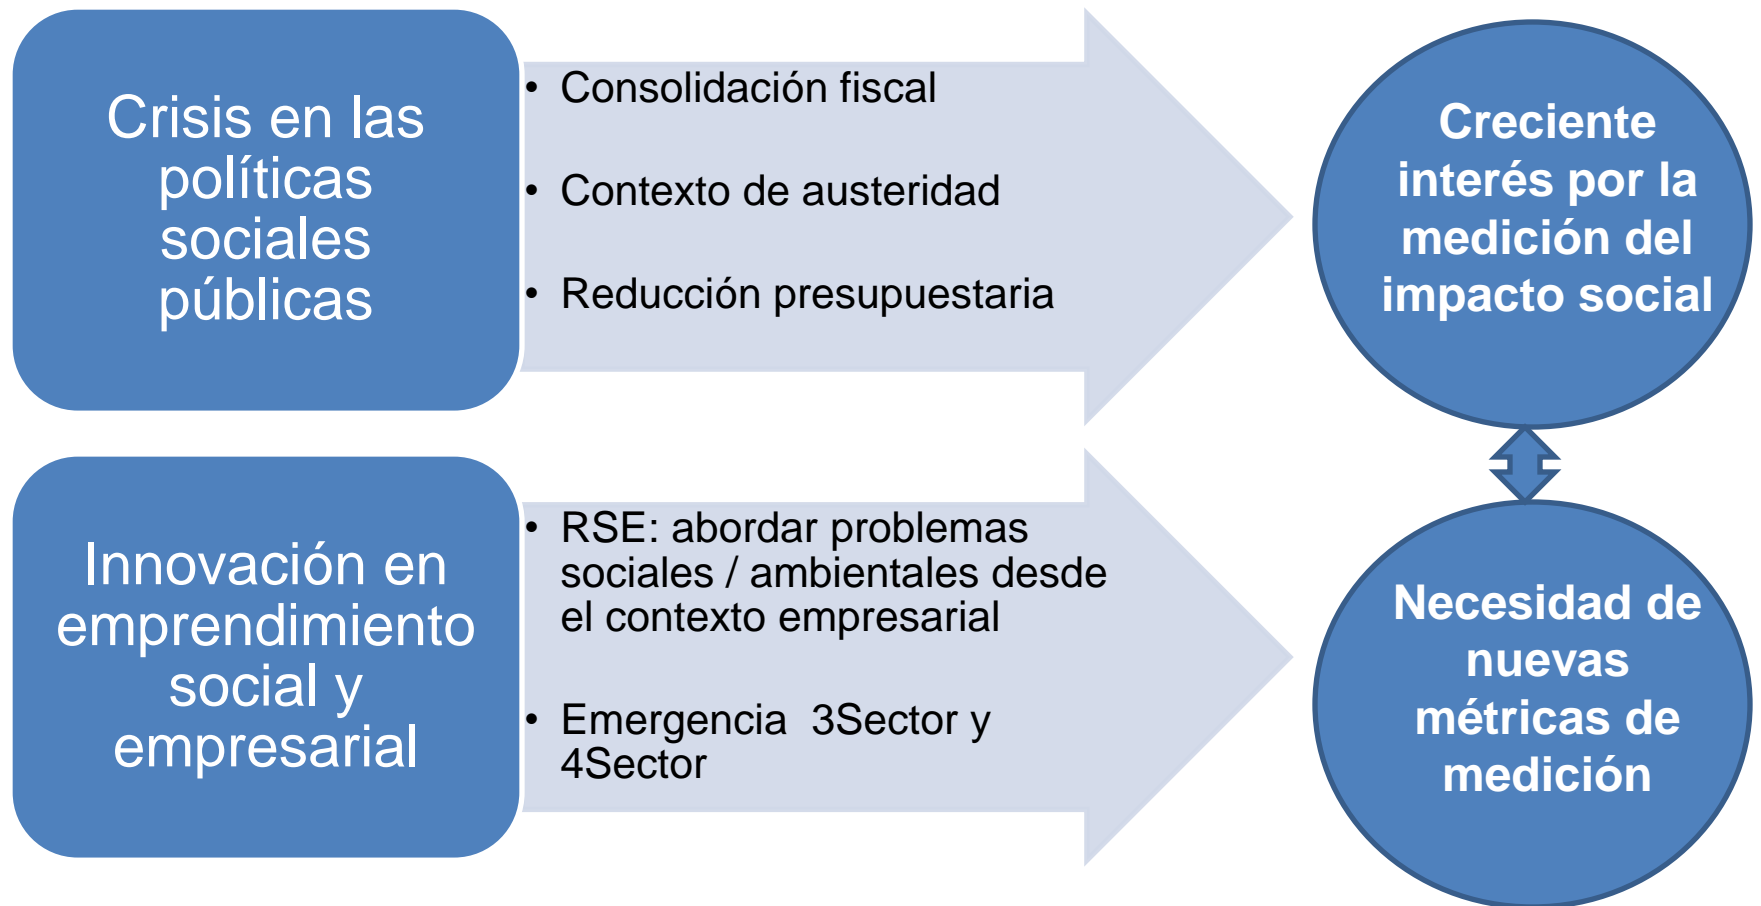 Crisis en las
políticas
sociales
públicas
• Consolidación fiscal
• Contexto de austeridad
• Reducción presupuestaria
Creciente
interés por la
medición del
impacto social
Innovación en
emprendimiento
social y
empresarial
• RSE: abordar problemas
sociales / ambientales desde
el contexto empresarial
• Emergencia 3Sector y
4Sector
Necesidad de
nuevas
métricas de
medición